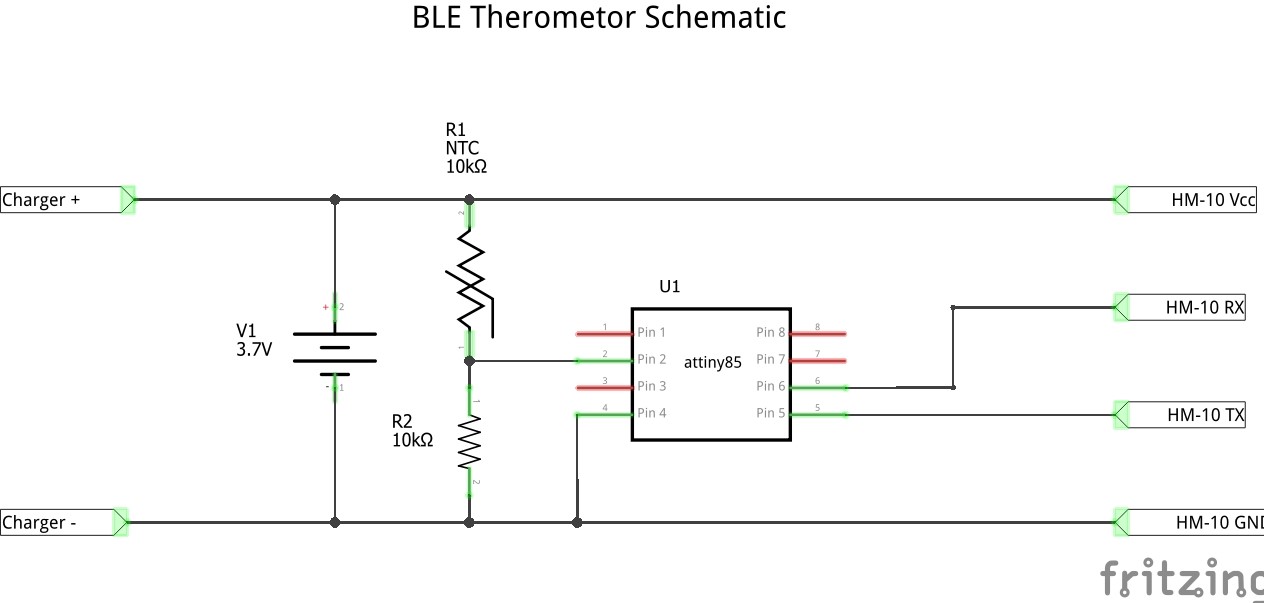 BLE Therometor Schematic
R1
NTC
10kΩ
Charger +
HM-10 Vcc
2
U1
+ 2
HM-10 RX
V1
3.7V
1 Pin 1
Pin 8 8
1
2 Pin 2
attiny85
Pin 7 7
3 Pin 3
Pin 6 6
- 1
4 Pin 4
Pin 5 5
1
HM-10 TX
R2
10kΩ
2
Charger -
HM-10 GND
fritzing